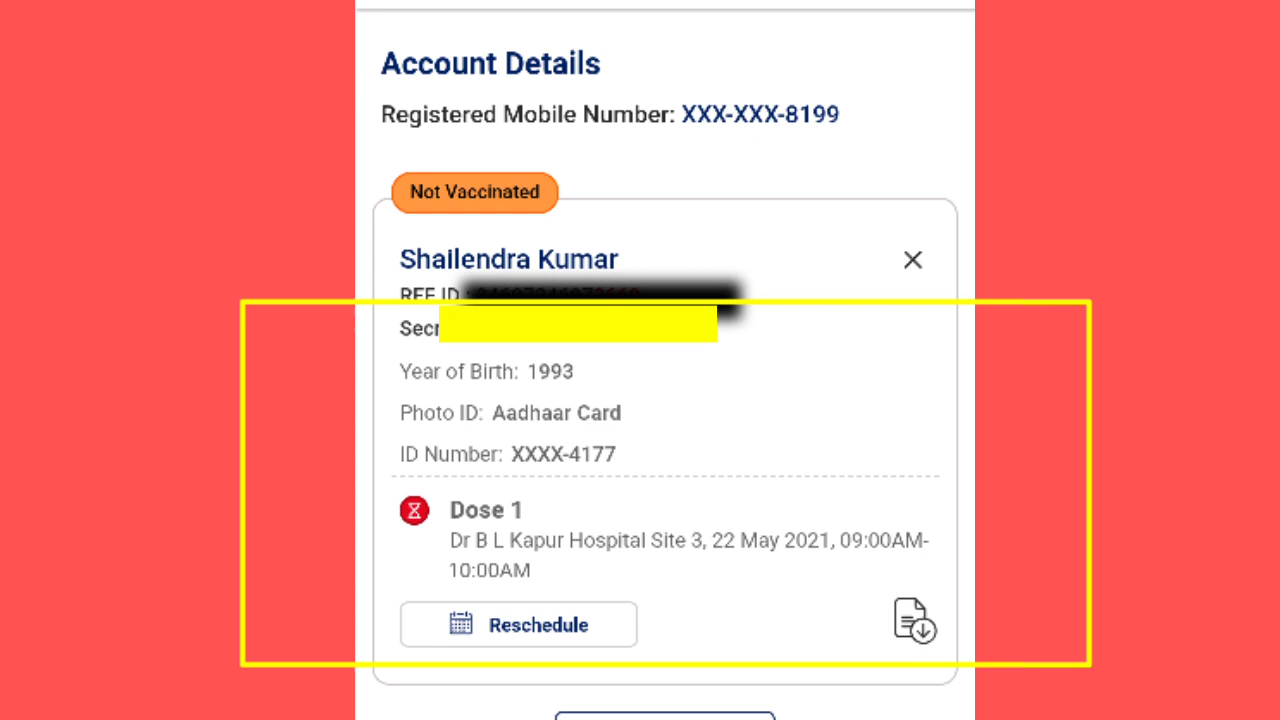 Account Details
Registered Mobile Number: XXX-XXX-8199
Not Vaccinated
Shailendra Kumar
REF ID :
Secr
Year of Birth: 1993
Photo ID: Aadhaar Card
ID Number: XXXX-4177
Dose 1
Dr B L Kapur Hospital Site 3, 22 May 2021, 09:00AM-
10:00AM
Reschedule